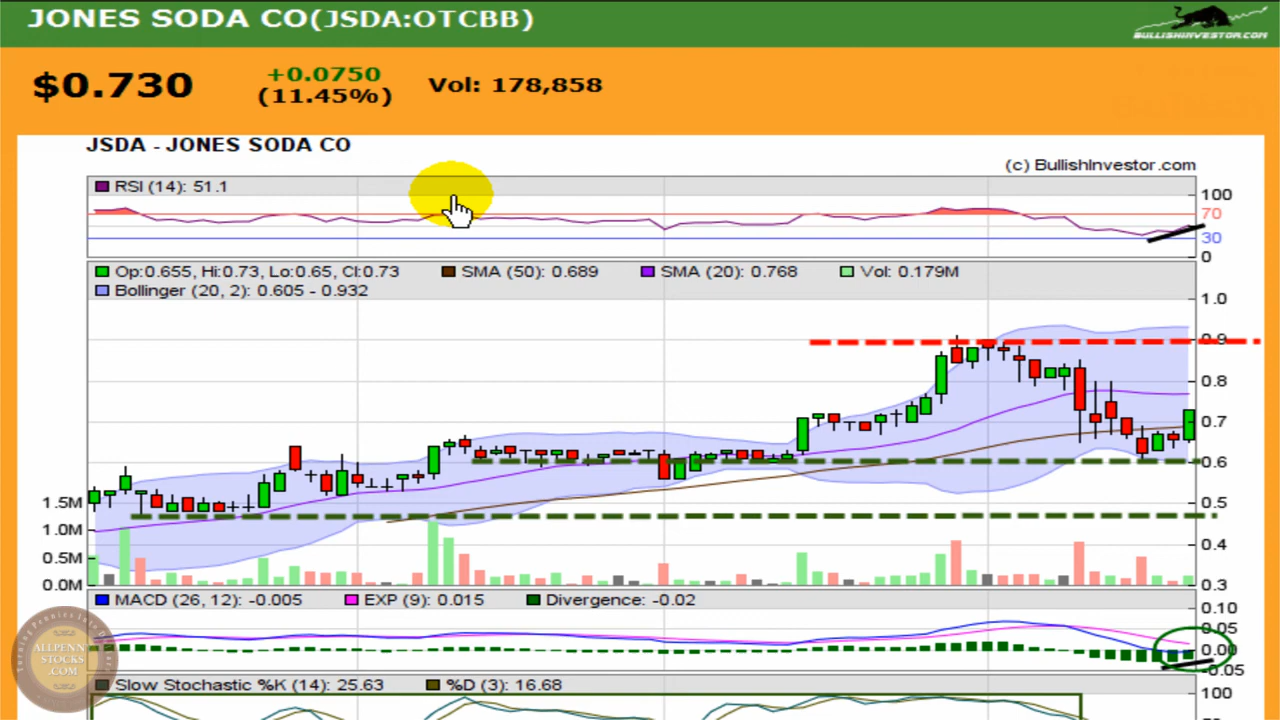 JONES SODA CO(JSDA:OTCBB)
BULLISHINVESTOR.COM
$0.730
+0.0750
(11.45%)
Vol: 178,858
JSDA - JONES SODA CO
(c) BullishInvestor.com
RSI (14): 51.1
100
70
30
0
Op:0.655, Hi:0.73, Lo:0.65, Cl:0.73 SMA (50): 0.689 SMA (20): 0.768 Vol: 0.179M
Bollinger (20, 2): 0.605 - 0.932
1.0
0.9
0.8
0.7
0.6
0.5
0.4
0.3
1.5M
1.0M
0.5M
0.0M
MACD (26, 12): -0.005 EXP (9): 0.015 Divergence: -0.02
0.10
0.05
0.00
-0.05
ALLPENNY
STOCKS
.COM
Slow Stochastic %K (14): 25.63 %D (3): 16.68
100